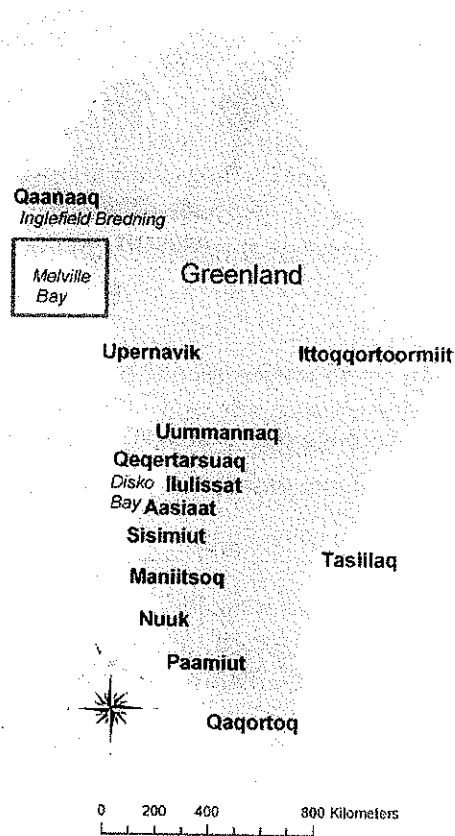 Qaanaaq
Inglefield Bredning
Melville
Bay
Greenland
Upernavik
Ittoqqortoormiit
Uummannaq
Qeqertarsuaq
Disko
Ilulissat
Bay
Aasiaat
Sisimiut
Tasiilaq
Maniitsoq
Nuuk
Paamiut
Qaqortoq
0 200 400 800 Kilometers